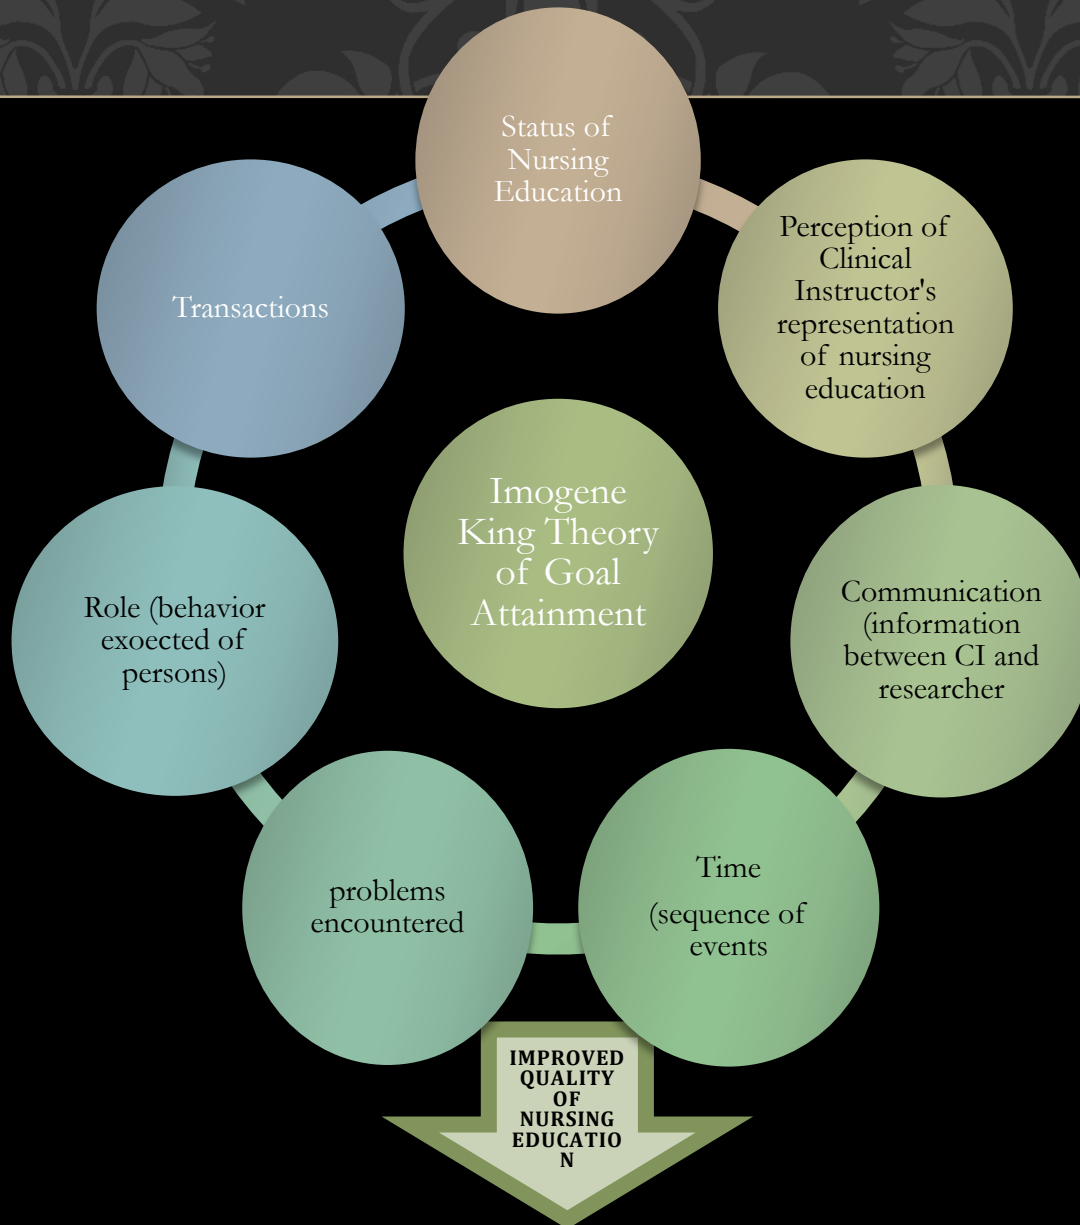 Status of
Nursing
Education
Perception of
Clinical
Instructor's
representation
of nursing
education
Communication
(information
between CI and
researcher
Time
(sequence of
events
problems
encountered
Role (behavior
exoected of
persons)
Transactions
Imogene
King Theory
of Goal
Attainment
IMPROVED
QUALITY
OF
NURSING
EDUCATIO
N